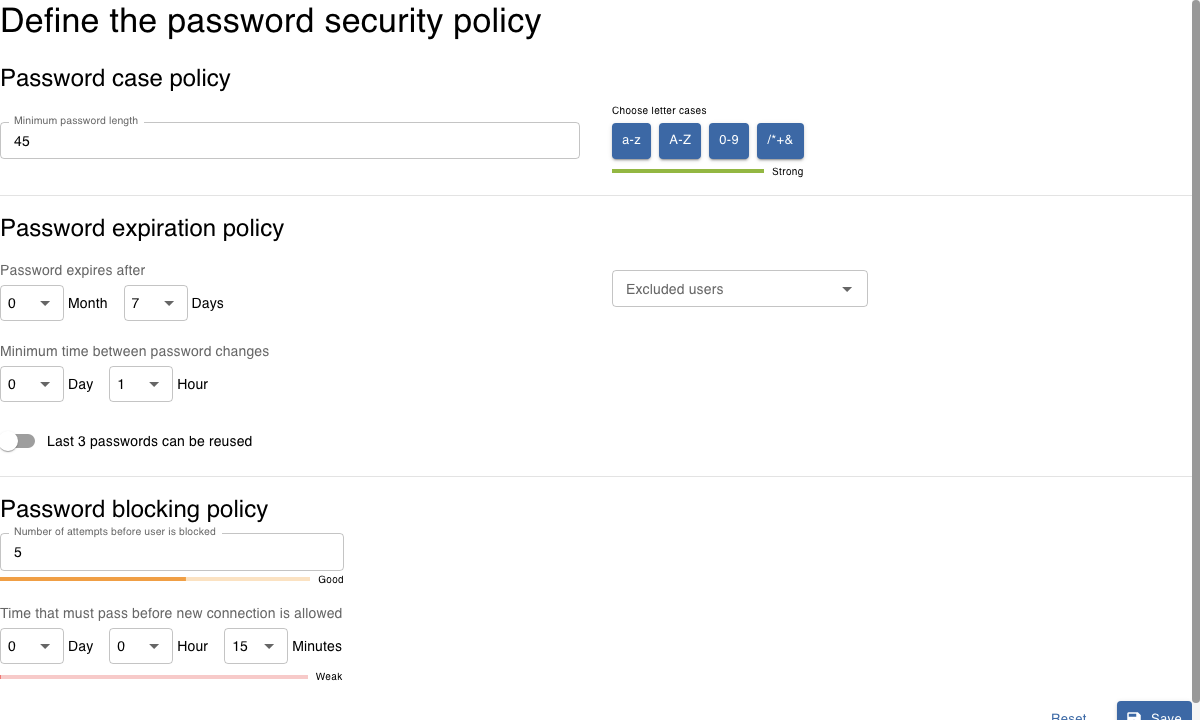 Define the password security policy
Password case policy
Minimum password length
45
Choose letter cases
a-z A-Z 0-9 /*+&
Strong
Password expiration policy
Password expires after
0 Month 7 Days
Excluded users
Minimum time between password changes
0 Day 1 Hour
Last 3 passwords can be reused
Password blocking policy
Number of attempts before user is blocked
5
Good
Time that must pass before new connection is allowed
0 Day 0 Hour 15 Minutes
Weak
Reset Save